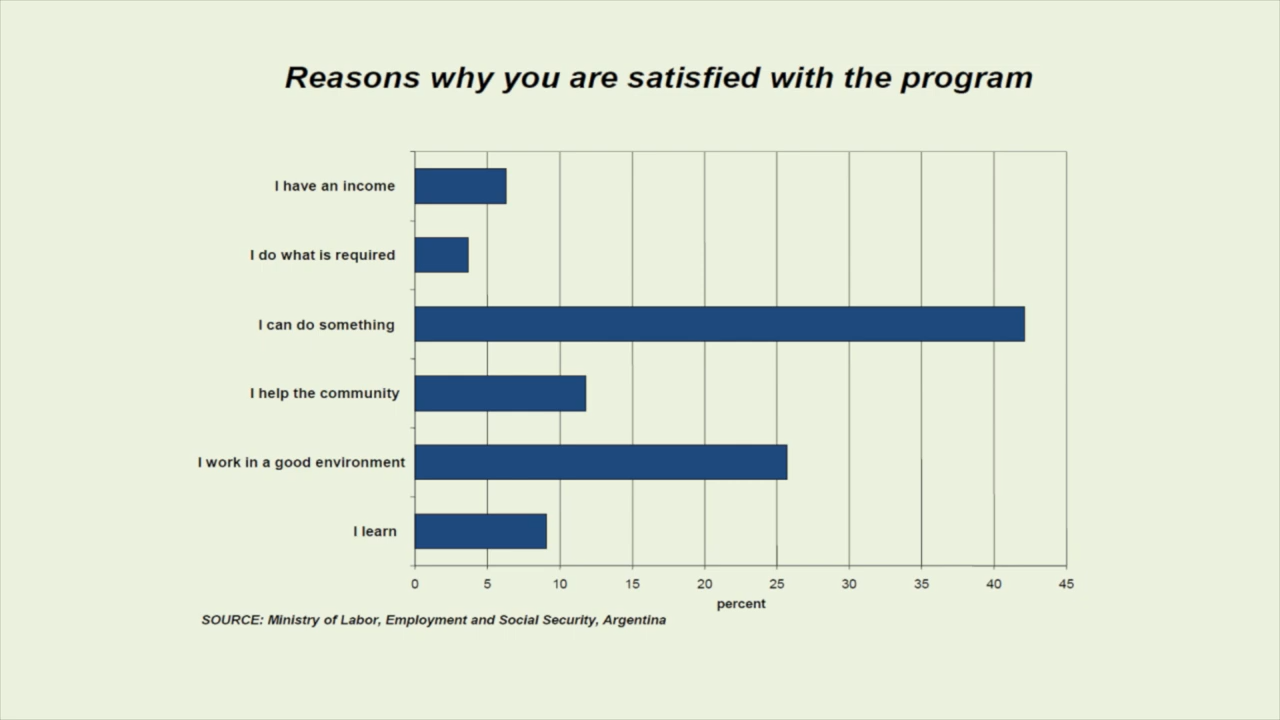 Reasons why you are satisfied with the program
I have an income
I do what is required
I can do something
I help the community
I work in a good environment
I learn
0 5 10 15 20 25 30 35 40 45
percent
SOURCE: Ministry of Labor, Employment and Social Security, Argentina